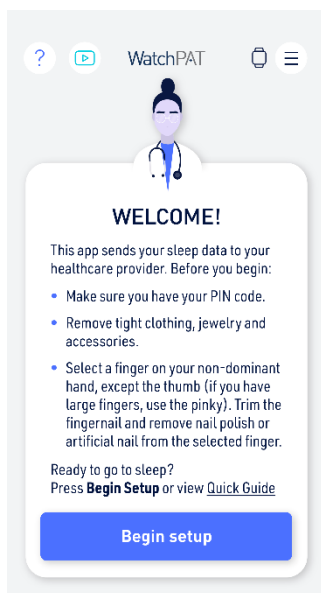 ?
WatchPAT
WELCOME!
This app sends your sleep data to your
healthcare provider. Before you begin:
• Make sure you have your PIN code.
• Remove tight clothing, jewelry and
accessories.
• Select a finger on your non-dominant
hand, except the thumb (if you have
large fingers, use the pinky). Trim the
fingernail and remove nail polish or
artificial nail from the selected finger.
Ready to go to sleep?
Press Begin Setup or view Quick Guide
Begin setup